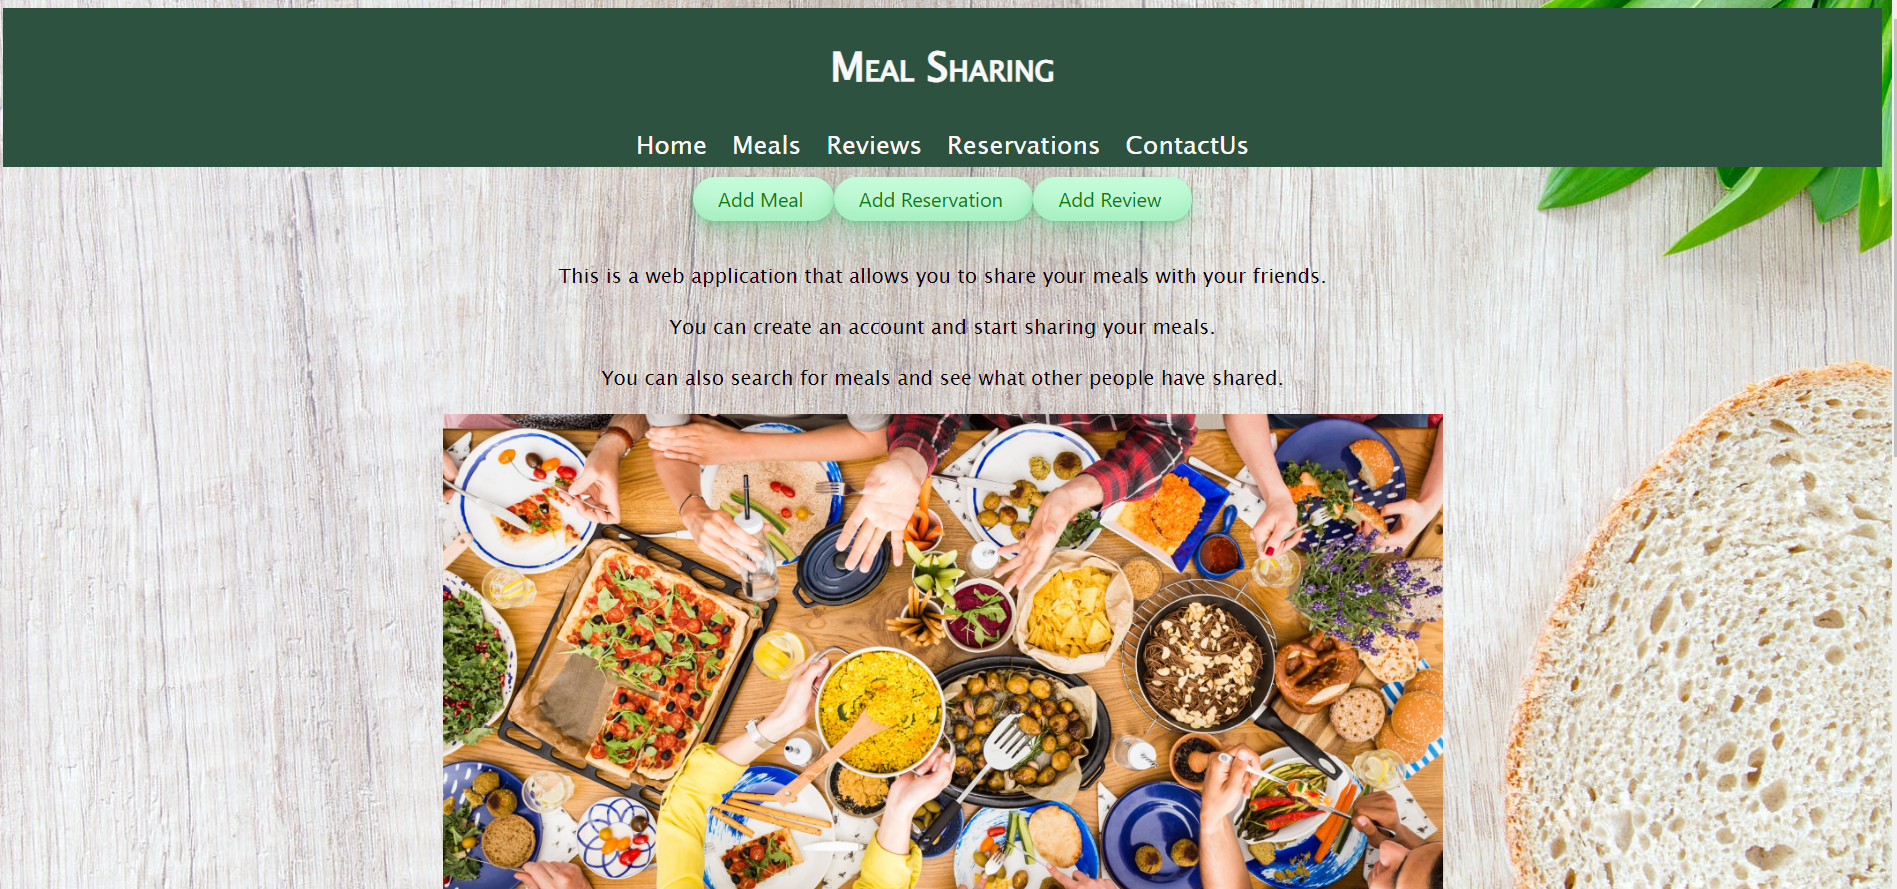 Meal Sharing
Home Meals Reviews Reservations ContactUs
Add Meal Add Reservation Add Review
This is a web application that allows you to share your meals with your friends.
You can create an account and start sharing your meals.
You can also search for meals and see what other people have shared.